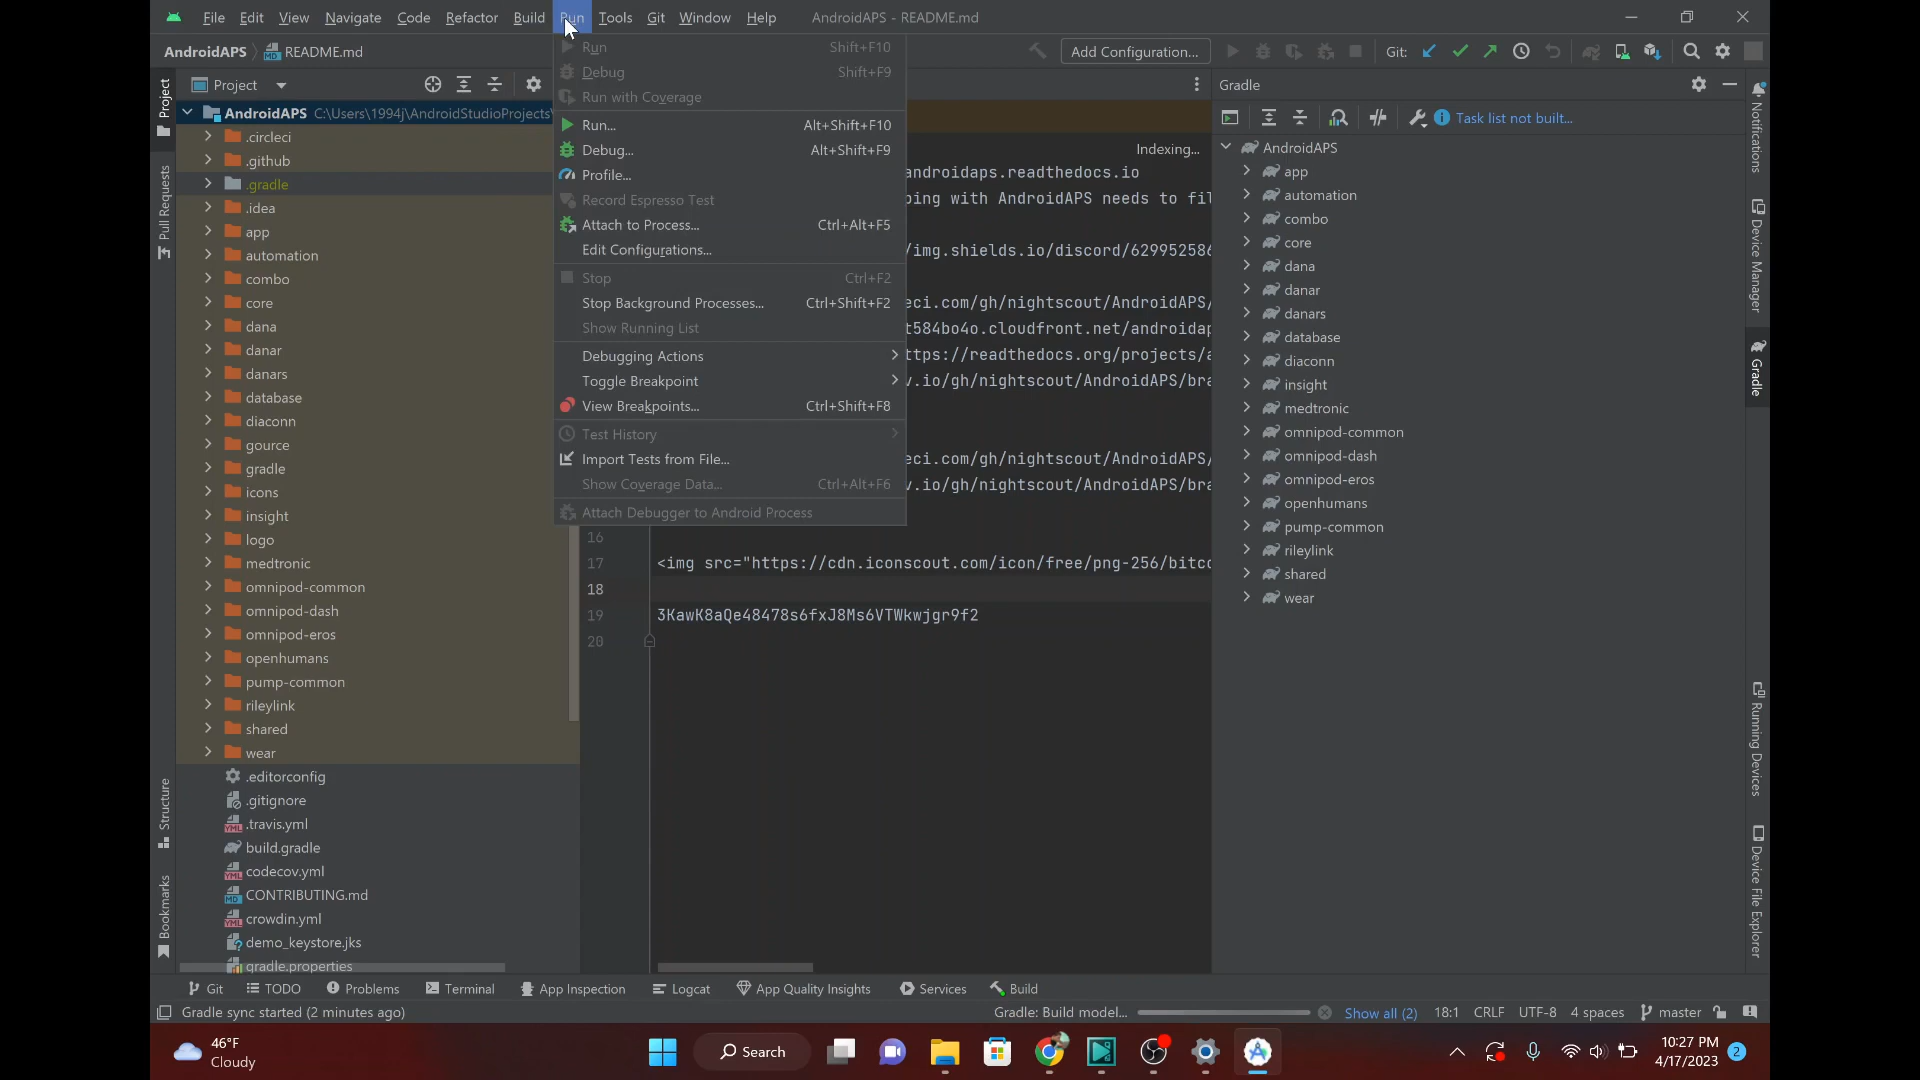 File Edit View Navigate Code Refactor Build Run Tools Git Window Help AndroidAPS - README.md
AndroidAPS README.md
Add Configuration... Git:
Project
Run Shift+F10
Debug Shift+F9
Run with Coverage
Run... Alt+Shift+F10
Debug... Alt+Shift+F9
Profile...
Record Espresso Test
Attach to Process... Ctrl+Alt+F5
Edit Configurations...
Stop Ctrl+F2
Stop Background Processes... Ctrl+Shift+F2
Show Running List
Debugging Actions
Toggle Breakpoint
View Breakpoints... Ctrl+Shift+F8
Test History
Import Tests from File...
Show Coverage Data... Ctrl+Alt+F6
Attach Debugger to Android Process
AndroidAPS C:\Users\1994j\AndroidStudioProjects\
.circleci
.github
.gradle
.idea
app
automation
combo
core
dana
danar
danars
database
diaconn
gource
gradle
icons
insight
logo
medtronic
omnipod-common
omnipod-dash
omnipod-eros
openhumans
pump-common
rileylink
shared
wear
.editorconfig
.gitignore
.travis.yml
build.gradle
codecov.yml
CONTRIBUTING.md
crowdin.yml
demo_keystore.jks
gradle.properties
Indexing...
androidaps.readthedocs.io
ping with AndroidAPS needs to fil
/img.shields.io/discord/629952586
eci.com/gh/nightscout/AndroidAPS/
t584bo4o.cloudfront.net/androidap
ttps://readthedocs.org/projects/a
v.io/gh/nightscout/AndroidAPS/bra
eci.com/gh/nightscout/AndroidAPS/
v.io/gh/nightscout/AndroidAPS/bra
16
17 <img src="https://cdn.iconscout.com/icon/free/png-256/bitco
18
19 3KawK8aQe48478s6fxJ8Ms6VTWkwjgr9f2
20
Gradle
Task list not built...
AndroidAPS
app
automation
combo
core
dana
danar
danars
database
diaconn
insight
medtronic
omnipod-common
omnipod-dash
omnipod-eros
openhumans
pump-common
rileylink
shared
wear
Project
Pull Requests
Structure
Bookmarks
Notifications
Device Manager
Gradle
Running Devices
Device File Explorer
Git TODO Problems Terminal App Inspection Logcat App Quality Insights Services Build
Gradle sync started (2 minutes ago) Gradle: Build model... Show all (2) 18:1 CRLF UTF-8 4 spaces master
46°F
Cloudy
Search
10:27 PM
4/17/2023
2